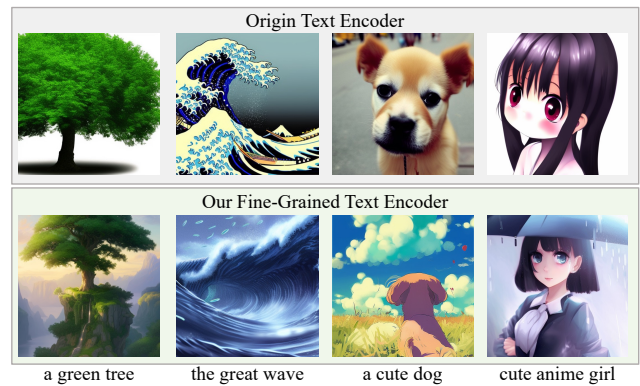 Origin Text Encoder
Our Fine-Grained Text Encoder
a green tree
the great wave
a cute dog
cute anime girl